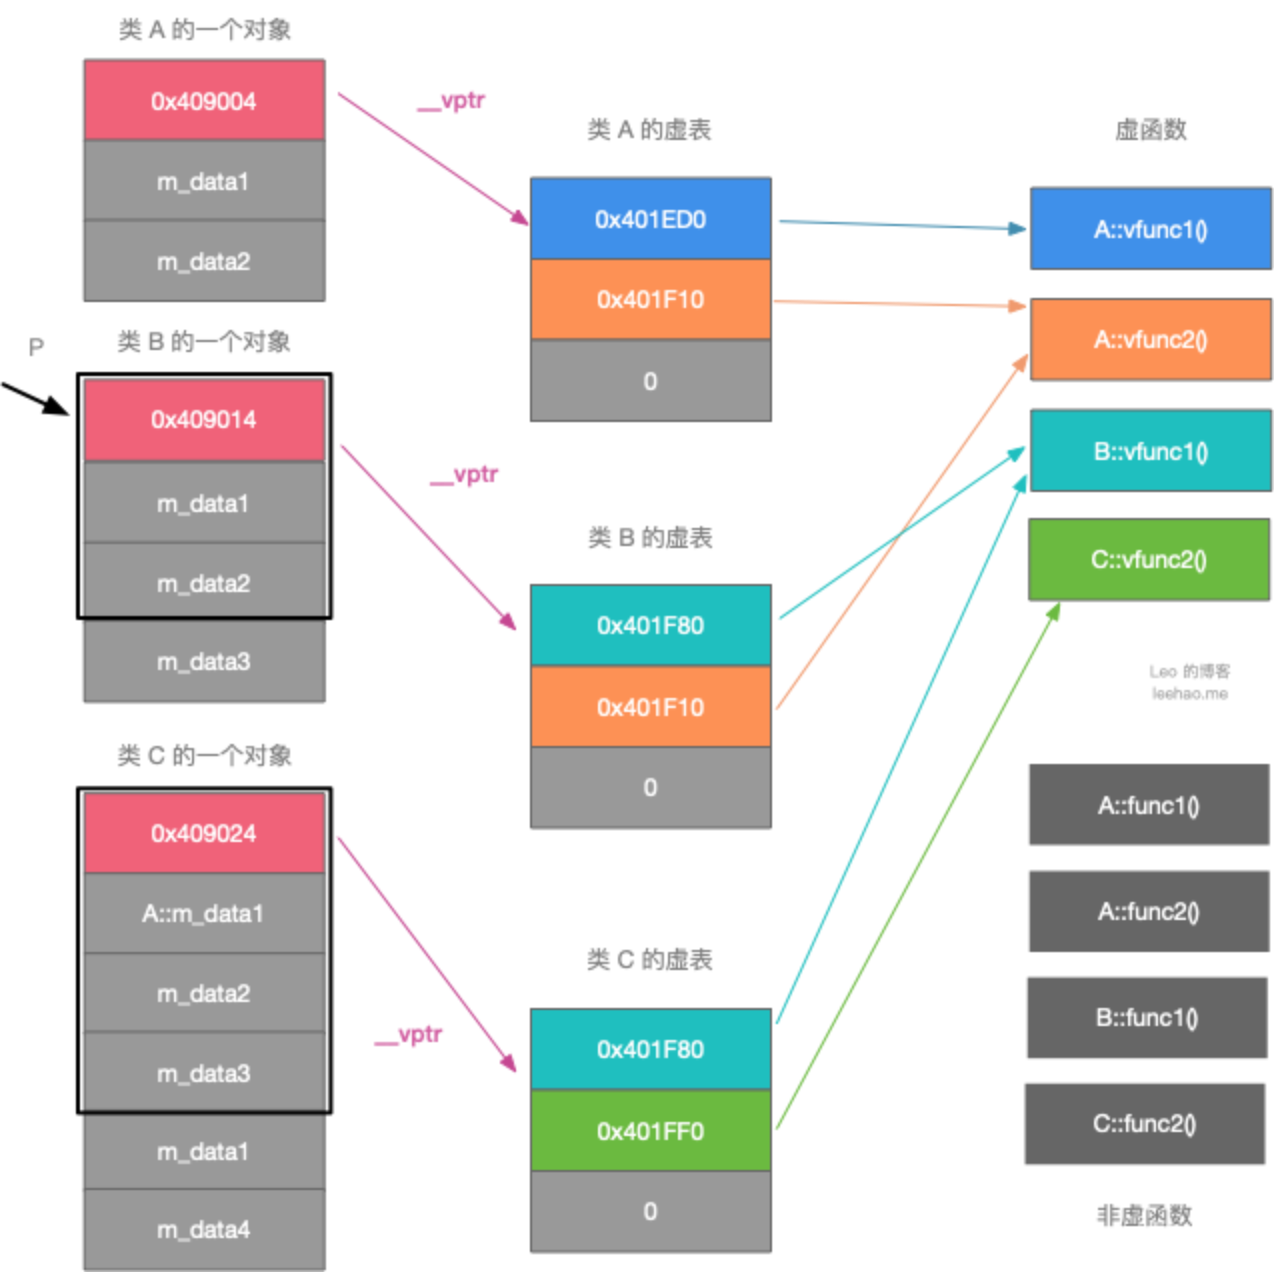 类 A 的一个对象
0x409004
m_data1
m_data2
__vptr
类 A 的虚表
0x401ED0
0x401F10
0
虚函数
A::vfunc1()
A::vfunc2()
B::vfunc1()
C::vfunc2()
P
类 B 的一个对象
0x409014
m_data1
m_data2
m_data3
__vptr
类 B 的虚表
0x401F80
0x401F10
0
Leo 的博客
leehao.me
类 C 的一个对象
0x409024
A::m_data1
m_data2
m_data3
m_data1
m_data4
__vptr
类 C 的虚表
0x401F80
0x401FF0
0
A::func1()
A::func2()
B::func1()
C::func2()
非虚函数